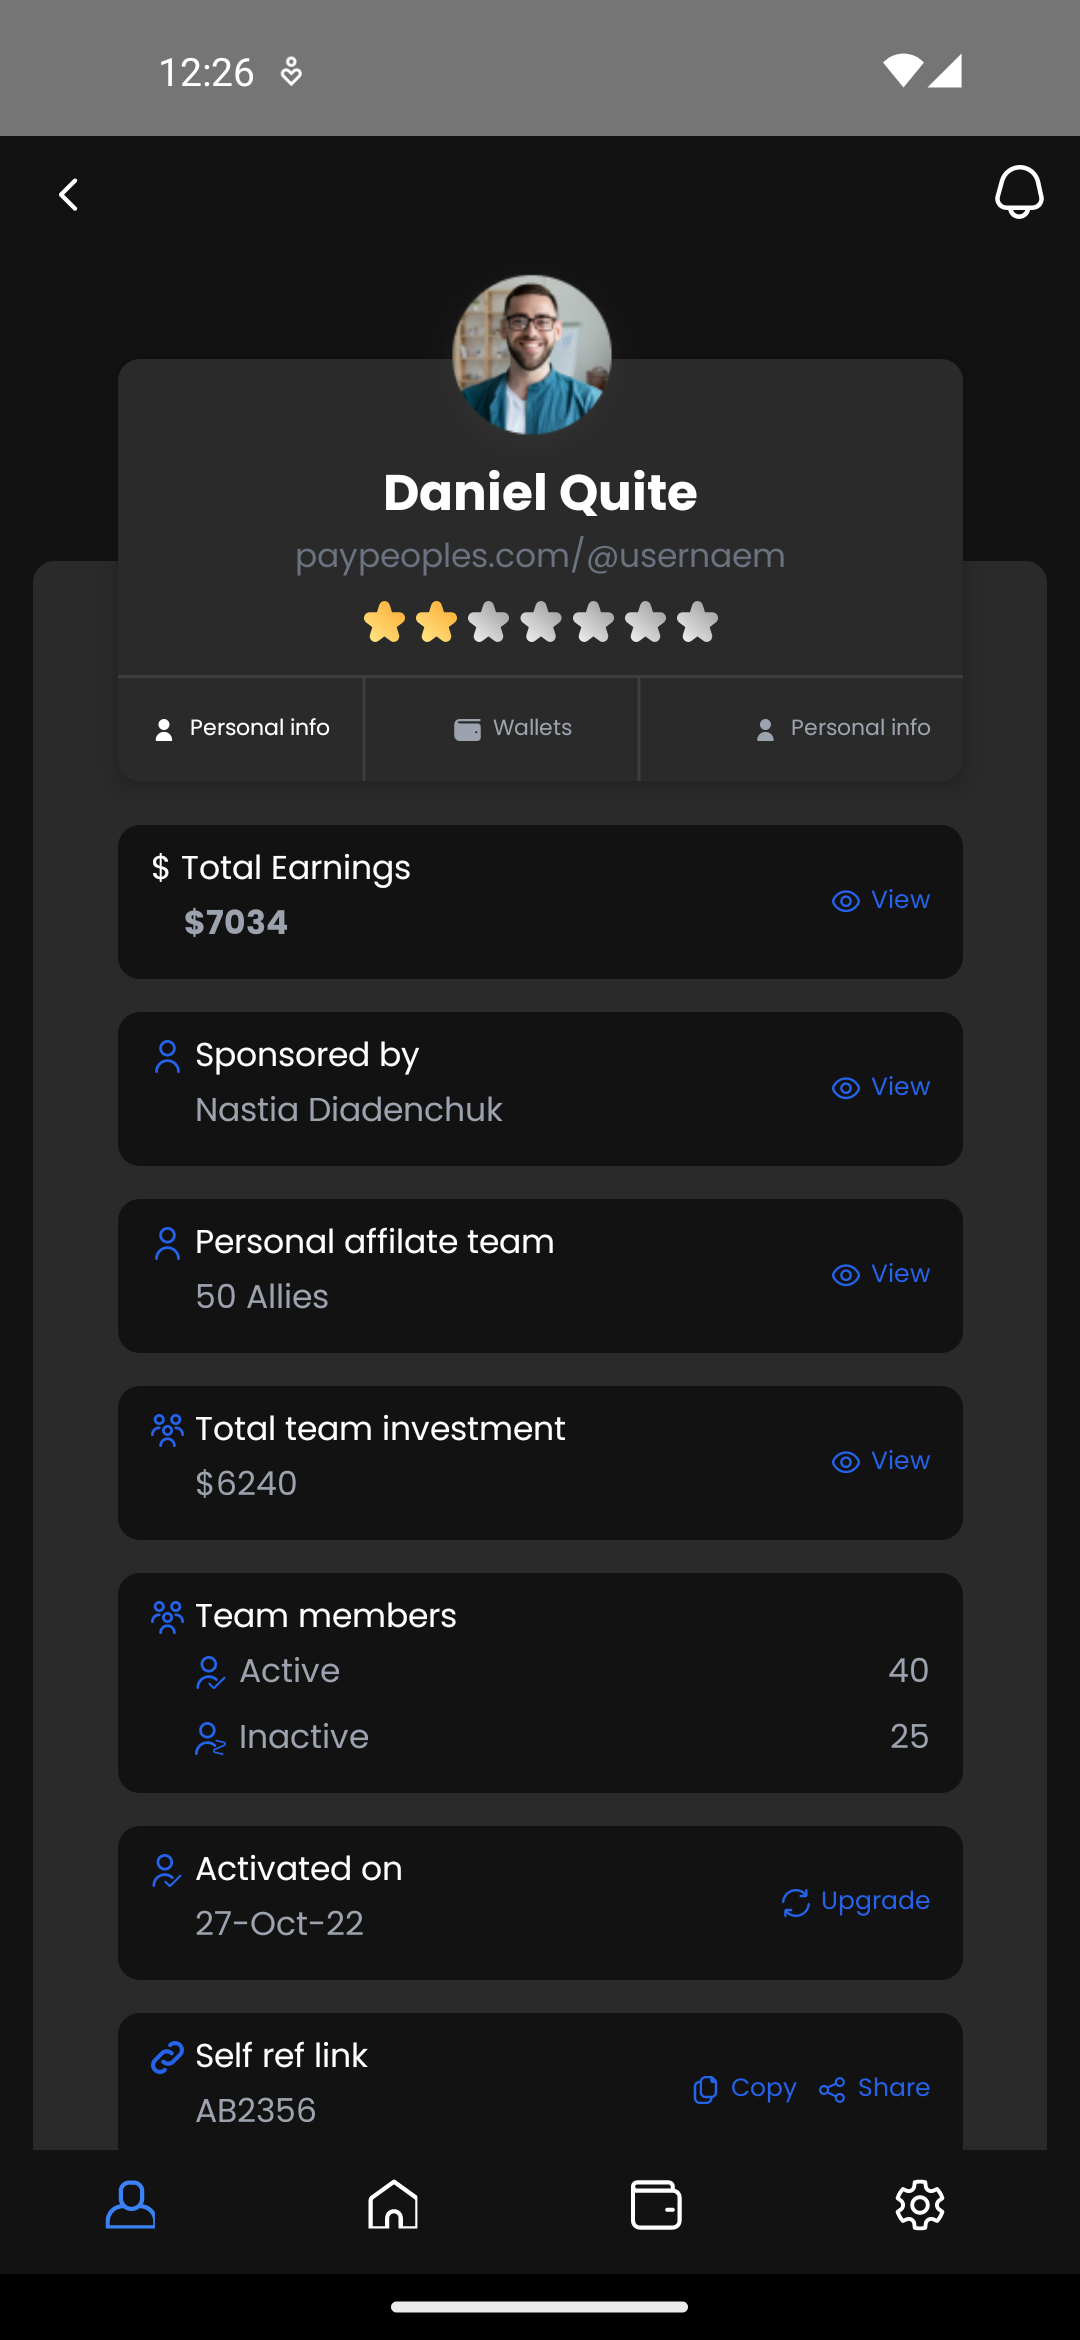 12:26
Daniel Quite
paypeoples.com/@usernaem
Personal info
Wallets
Personal info
$ Total Earnings
$7034
View
Sponsored by
Nastia Diadenchuk
View
Personal affilate team
50 Allies
View
Total team investment
$6240
View
Team members
Active 40
Inactive 25
Activated on
27-Oct-22
Upgrade
Self ref link
AB2356
Copy Share